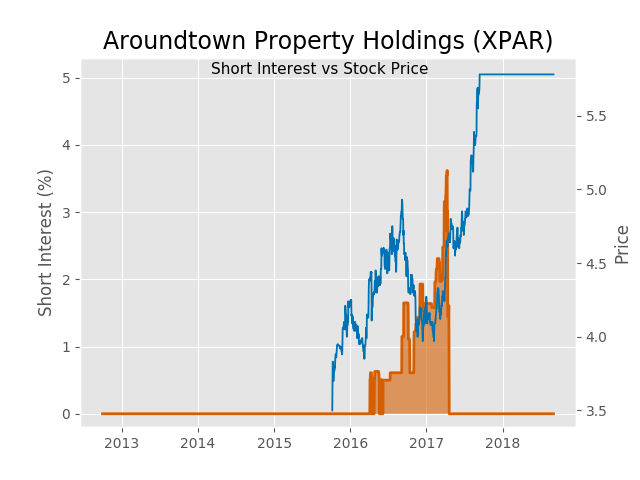 Aroundtown Property Holdings (XPAR)
Short Interest vs Stock Price
Short Interest (%)
5
4
3
2
1
0
5.5
5.0
4.5
4.0
3.5
Price
2013 2014 2015 2016 2017 2018